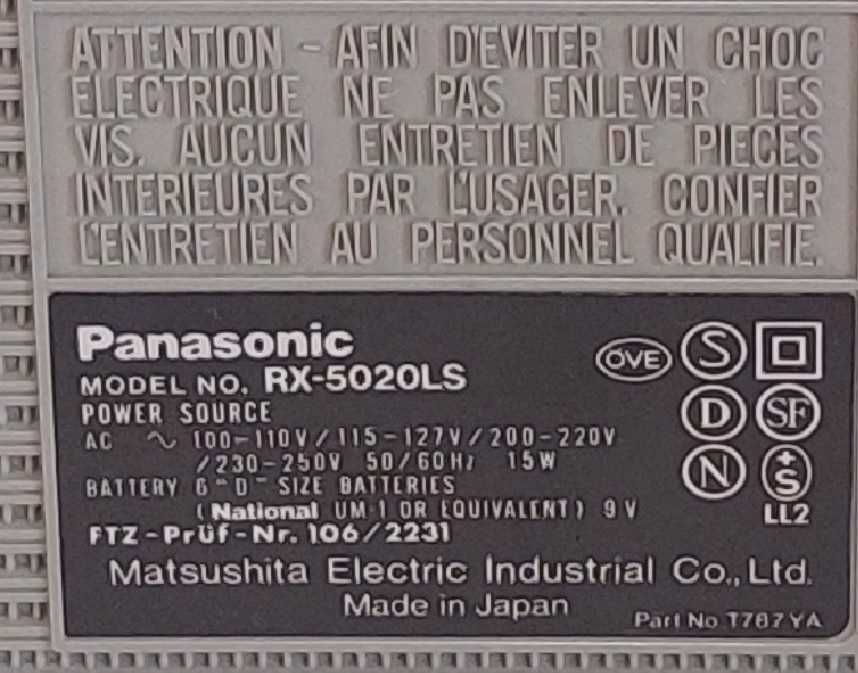 ATTENTION - AFIN D'EVITER UN CHOC
ELECTRIQUE NE PAS ENLEVER LES
VIS. AUCUN ENTRETIEN DE PIECES
INTERIEURES PAR L'USAGER. CONFIER
L'ENTRETIEN AU PERSONNEL QUALIFIE.
Panasonic
MODEL NO. RX-5020LS
POWER SOURCE
AC ~ 100-110V/115-127V/200-220V
/230-250V 50/60Hz 15W
BATTERY 6 "D" SIZE BATTERIES
(National UM-1 OR EQUIVALENT) 9V
FTZ-Prüf-Nr. 106/2231
Matsushita Electric Industrial Co., Ltd.
Made in Japan
Part No T787YA
OVE S
D SF
N +S
LL2